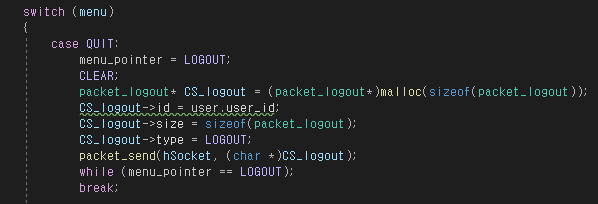 switch (menu)
{
case QUIT:
menu_pointer = LOGOUT;
CLEAR;
packet_logout* CS_logout = (packet_logout*)malloc(sizeof(packet_logout));
CS_logout->id = user.user_id;
CS_logout->size = sizeof(packet_logout);
CS_logout->type = LOGOUT;
packet_send(hSocket, (char *)CS_logout);
while (menu_pointer == LOGOUT);
break;